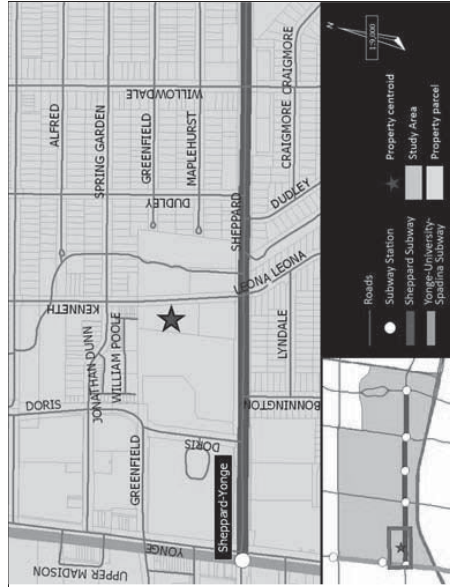 ALFRED
SPRING GARDEN
GREENFIELD
MAPLEHURST
WILLOWDALE
CRAIGMORE CRAIGMORE
DUDLEY
DUDLEY
SHEPPARD
KENNETH
LEONA LEONA
LYNDALE
JONATHAN DUNN
WILLIAM POOLE
DORIS
DORIS
BONNINGTON
GREENFIELD
Sheppard-Yonge
YONGE
UPPER MADISON
N
1:9,000
Roads
Subway Station
Sheppard Subway
Yonge-University-
Spadina Subway
Property centroid
Study Area
Property parcel